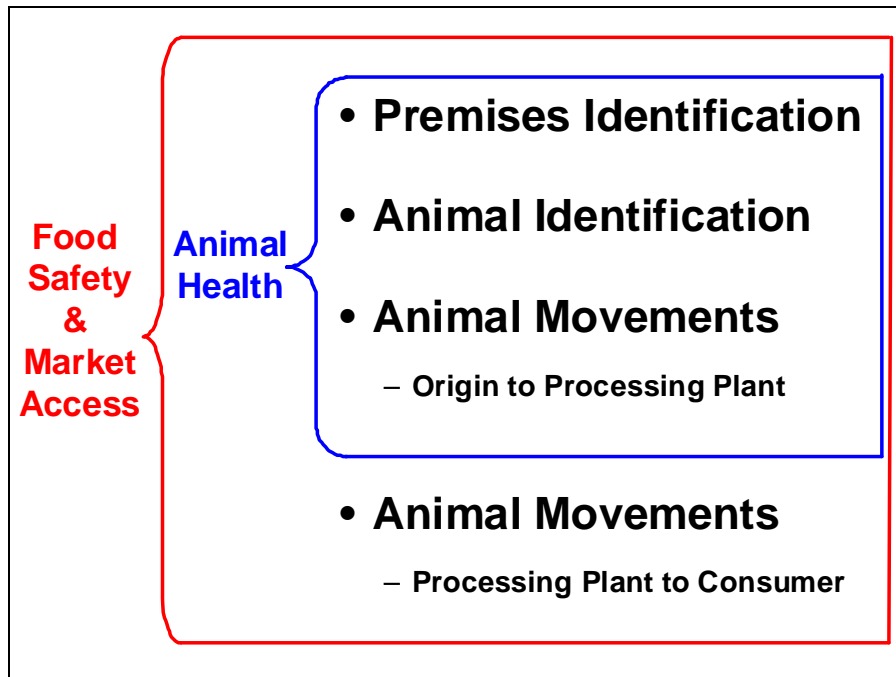 Food
Safety
&
Market
Access
Animal
Health
• Premises Identification
• Animal Identification
• Animal Movements
– Origin to Processing Plant
• Animal Movements
– Processing Plant to Consumer